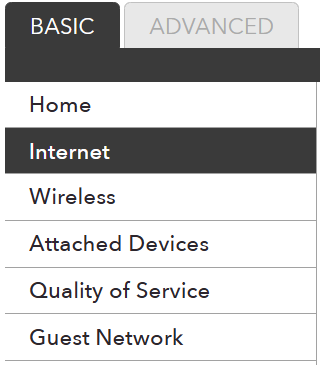 BASIC ADVANCED
Home
Internet
Wireless
Attached Devices
Quality of Service
Guest Network